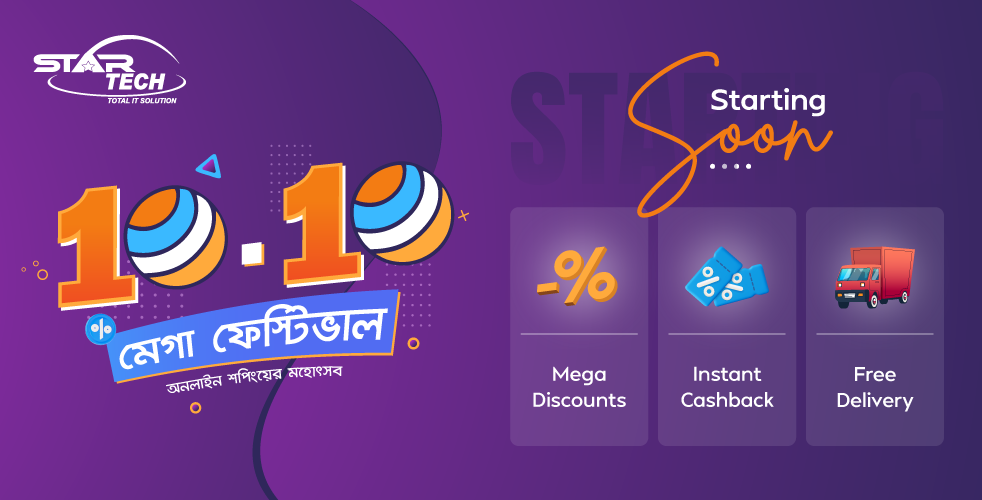 STAR
TECH
TOTAL IT SOLUTION
10.10
%
মেগা ফেস্টিভাল
অনলাইন শপিংয়ের মহোৎসব
STARTING
Starting
Soon
-%
% %
Mega
Discounts
Instant
Cashback
Free
Delivery